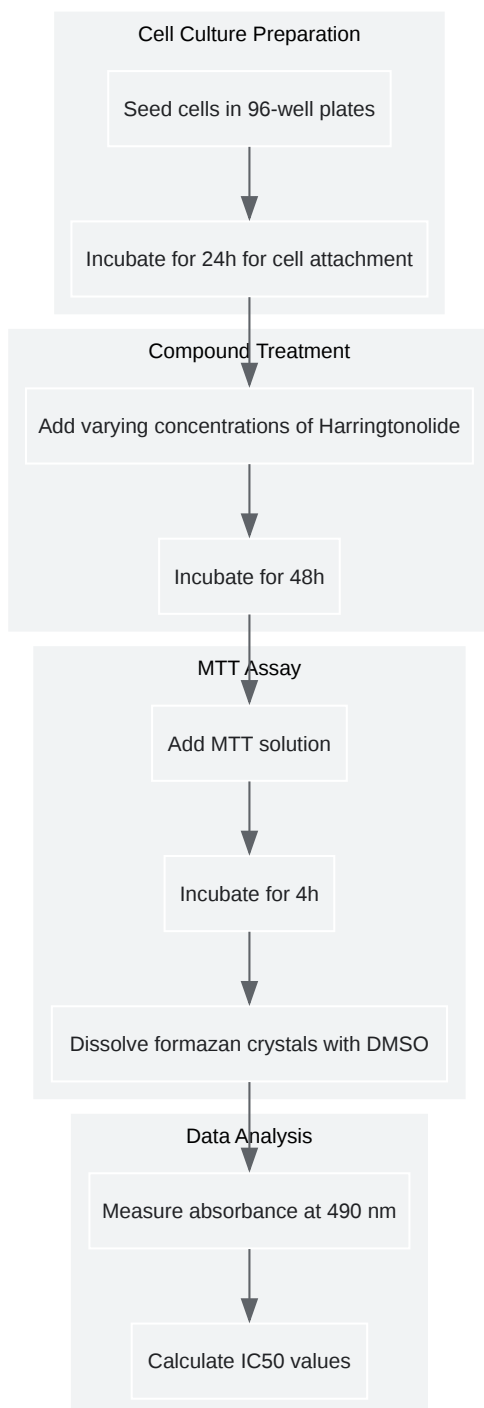 Cell Culture Preparation
Seed cells in 96-well plates
Incubate for 24h for cell attachment
Compound Treatment
Add varying concentrations of Harringtonolide
Incubate for 48h
MTT Assay
Add MTT solution
Incubate for 4h
Dissolve formazan crystals with DMSO
Data Analysis
Measure absorbance at 490 nm
Calculate IC50 values